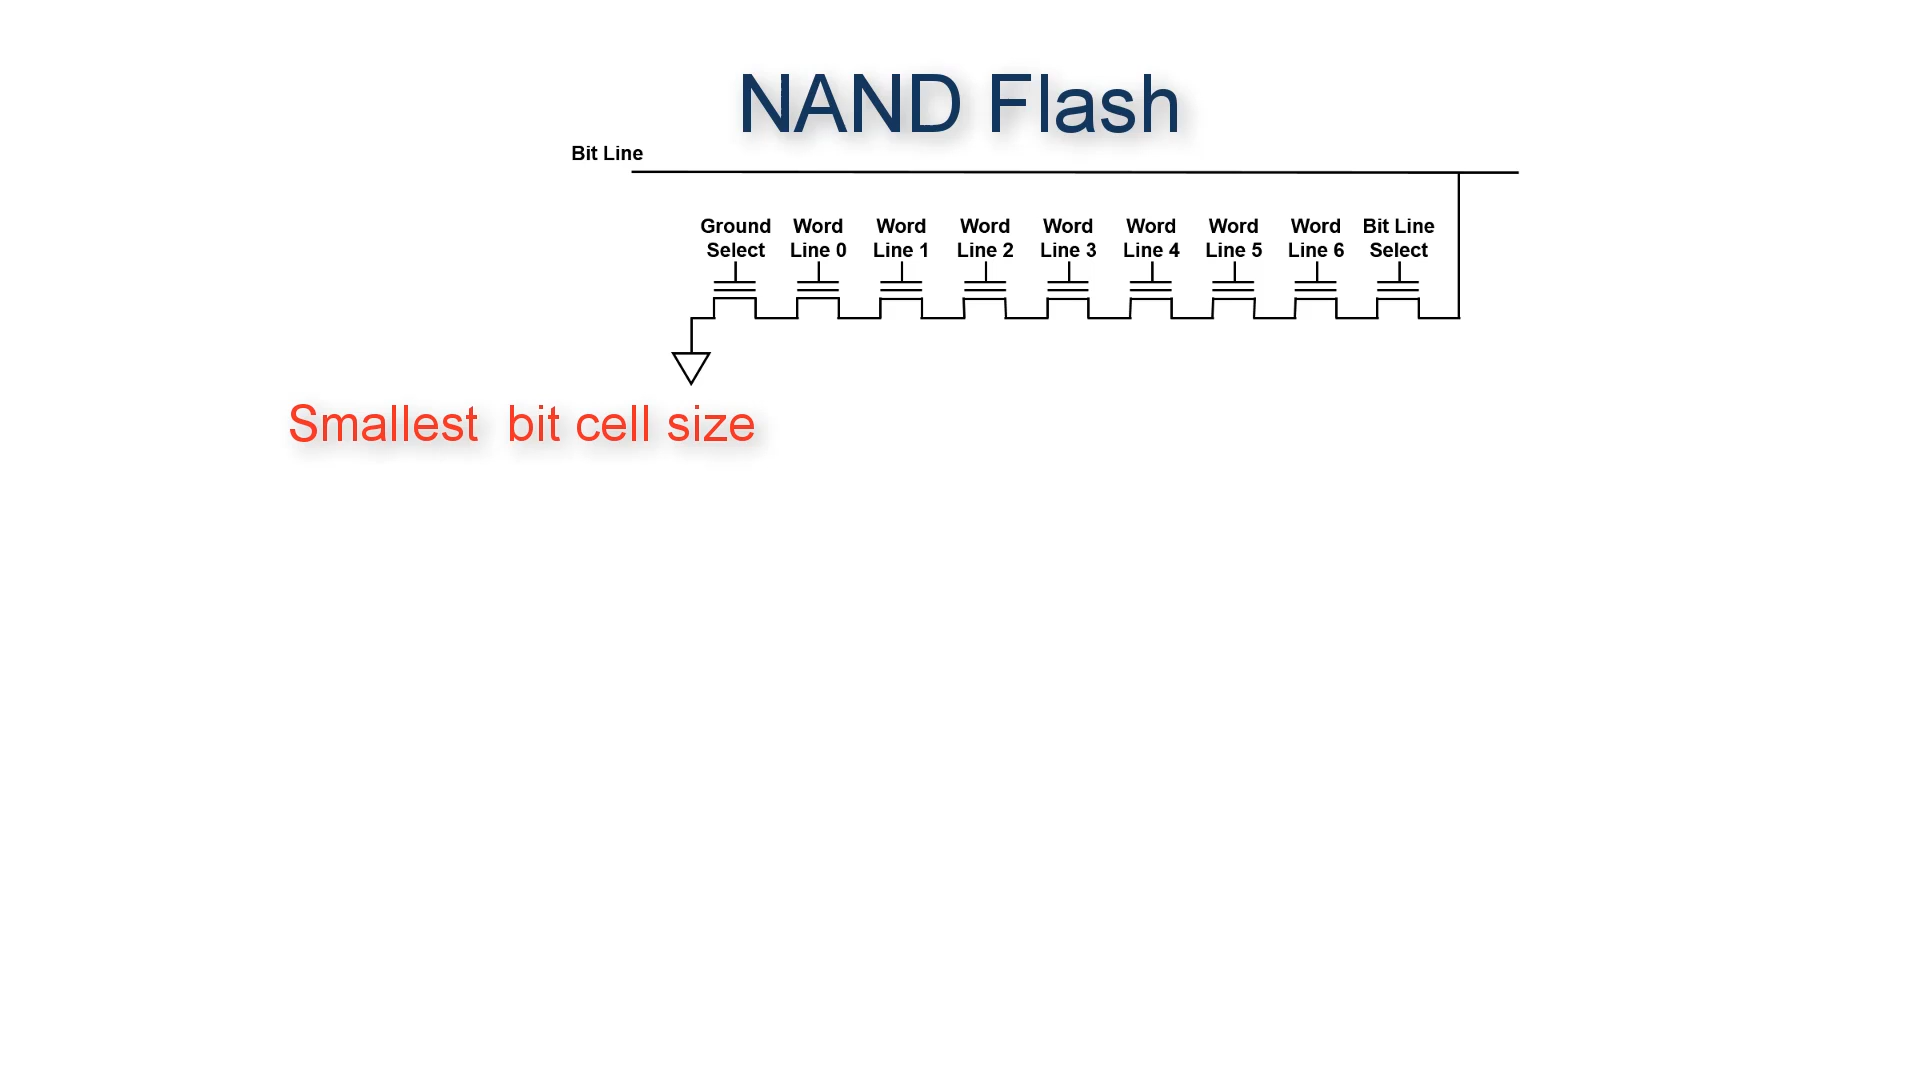 NAND Flash
Bit Line
Ground Word Word Word Word Word Word Word Bit Line
Select Line 0 Line 1 Line 2 Line 3 Line 4 Line 5 Line 6 Select
Smallest  bit cell size